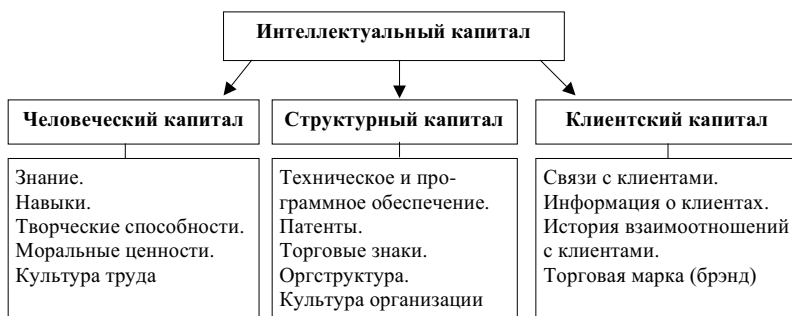 Интеллектуальный капитал
Человеческий капитал
Знание.
Навыки.
Творческие способности.
Моральные ценности.
Культура труда
Структурный капитал
Техническое и про-
граммное обеспечение.
Патенты.
Торговые знаки.
Оргструктура.
Культура организации
Клиентский капитал
Связи с клиентами.
Информация о клиентах.
История взаимоотношений
с клиентами.
Торговая марка (брэнд)